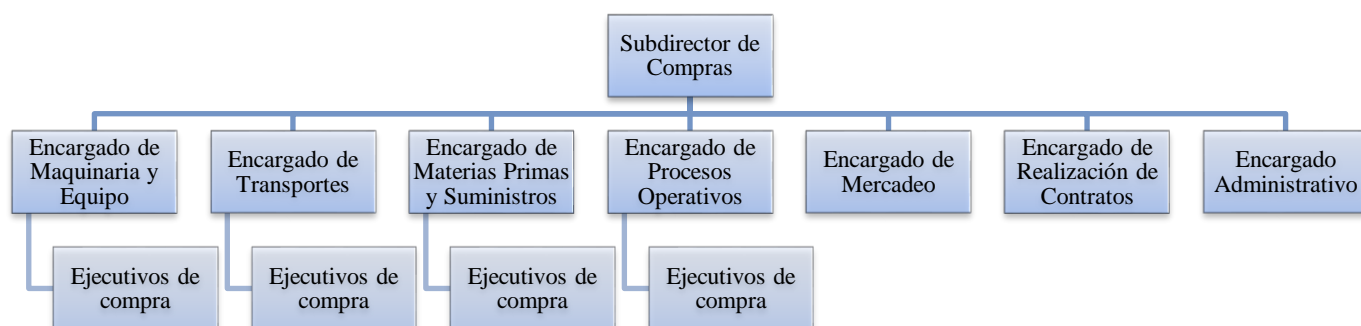 Subdirector de
Compras
Encargado de
Maquinaria y
Equipo
Encargado de
Transportes
Encargado de
Materias Primas
y Suministros
Encargado de
Procesos
Operativos
Encargado de
Mercadeo
Encargado de
Realización de
Contratos
Encargado
Administrativo
Ejecutivos de
compra
Ejecutivos de
compra
Ejecutivos de
compra
Ejecutivos de
compra